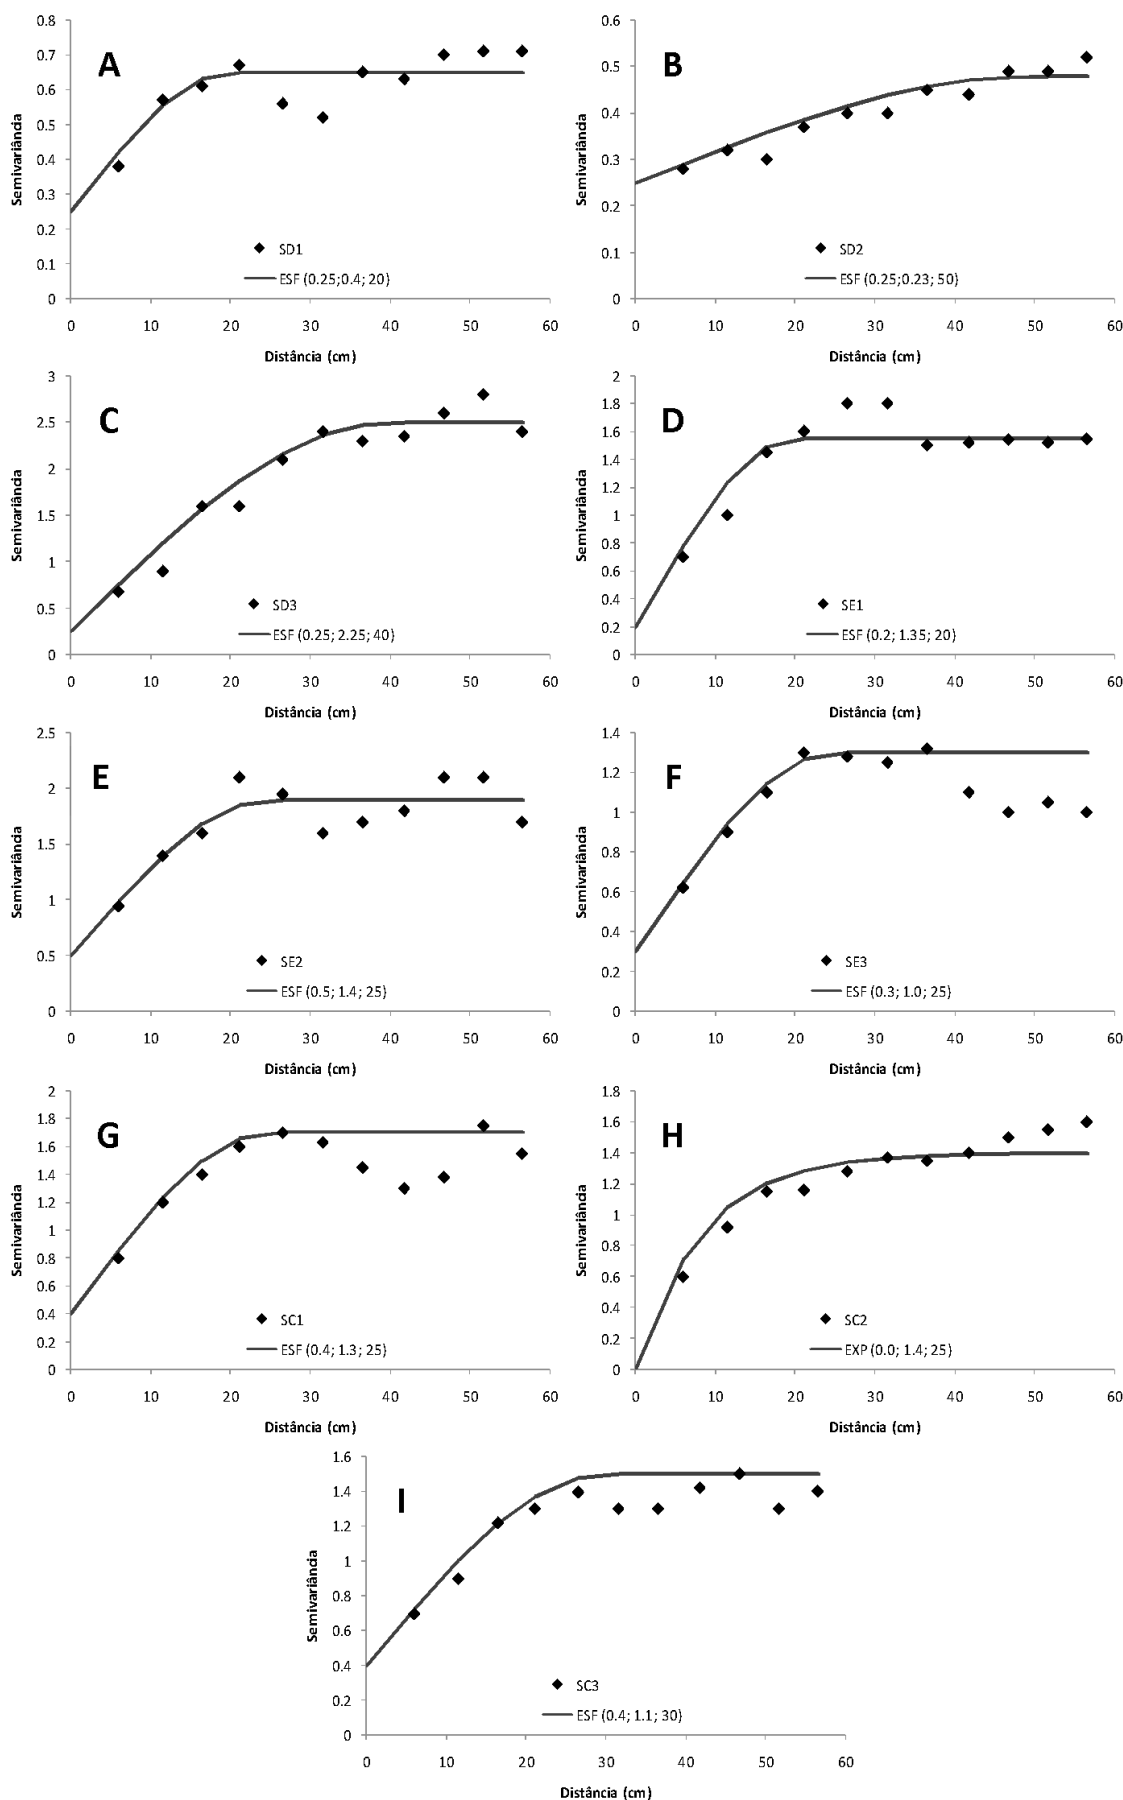 A
Semivariância
0.8
0.7
0.6
0.5
0.4
0.3
0.2
0.1
0
SD1
ESF (0.25;0.4; 20)
0 10 20 30 40 50 60
Distância (cm)
B
Semivariância
0.6
0.5
0.4
0.3
0.2
0.1
0
SD2
ESF (0.25;0.23; 50)
0 10 20 30 40 50 60
Distância (cm)
C
Semivariância
3
2.5
2
1.5
1
0.5
0
SD3
ESF (0.25; 2.25; 40)
0 10 20 30 40 50 60
Distância (cm)
D
Semivariância
2
1.8
1.6
1.4
1.2
1
0.8
0.6
0.4
0.2
0
SE1
ESF (0.2; 1.35; 20)
0 10 20 30 40 50 60
Distância (cm)
E
Semivariância
2.5
2
1.5
1
0.5
0
SE2
ESF (0.5; 1.4; 25)
0 10 20 30 40 50 60
Distância (cm)
F
Semivariância
1.4
1.2
1
0.8
0.6
0.4
0.2
0
SE3
ESF (0.3; 1.0; 25)
0 10 20 30 40 50 60
Distância (cm)
G
Semivariância
2
1.8
1.6
1.4
1.2
1
0.8
0.6
0.4
0.2
0
SC1
ESF (0.4; 1.3; 25)
0 10 20 30 40 50 60
Distância (cm)
H
Semivariância
1.8
1.6
1.4
1.2
1
0.8
0.6
0.4
0.2
0
SC2
EXP (0.0; 1.4; 25)
0 10 20 30 40 50 60
Distância (cm)
I
Semivariância
1.6
1.4
1.2
1
0.8
0.6
0.4
0.2
0
SC3
ESF (0.4; 1.1; 30)
0 10 20 30 40 50 60
Distância (cm)